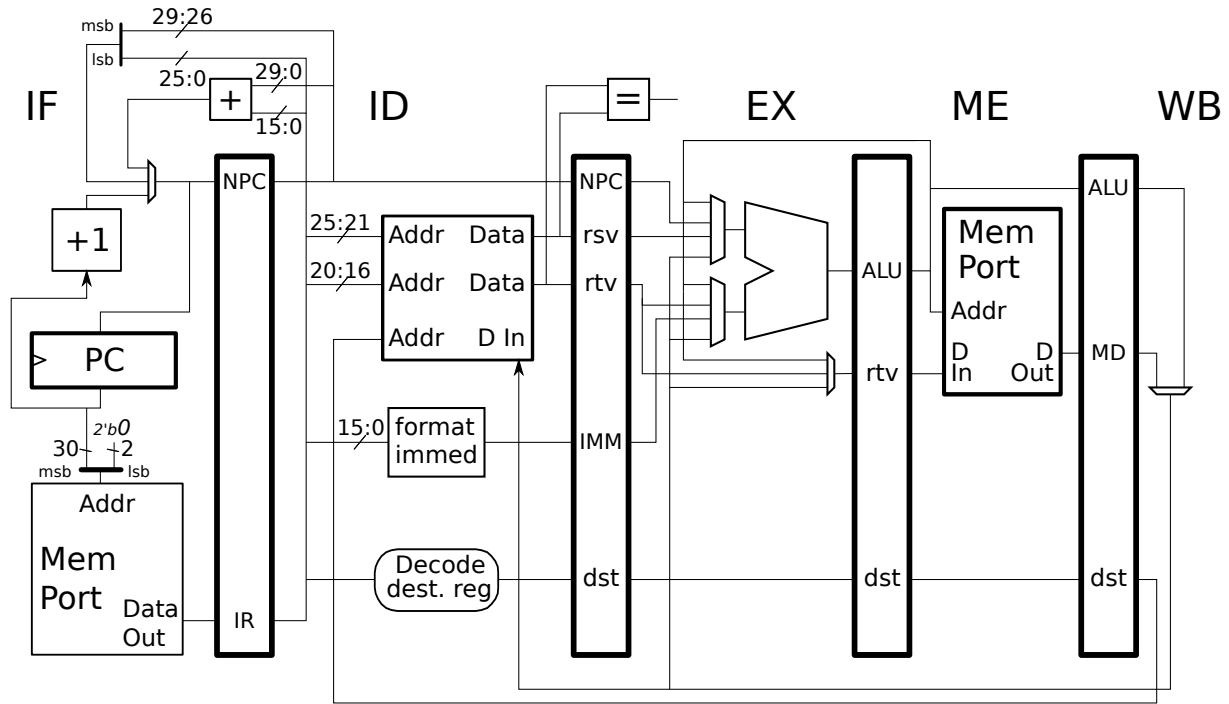 29:26
msb
lsb
25:0
29:0
+
15:0
=
IF
ID
EX
ME
WB
NPC
NPC
ALU
+1
25:21
Addr
Data
rsv
20:16
Addr
Data
rtv
Addr
D In
ALU
Mem
Port
Addr
D
In
D
Out
MD
PC
rtv
2'b0
30
2
msb
lsb
15:0
format
immed
IMM
Addr
Mem
Port
Data
Out
IR
Decode
dest. reg
dst
dst
dst